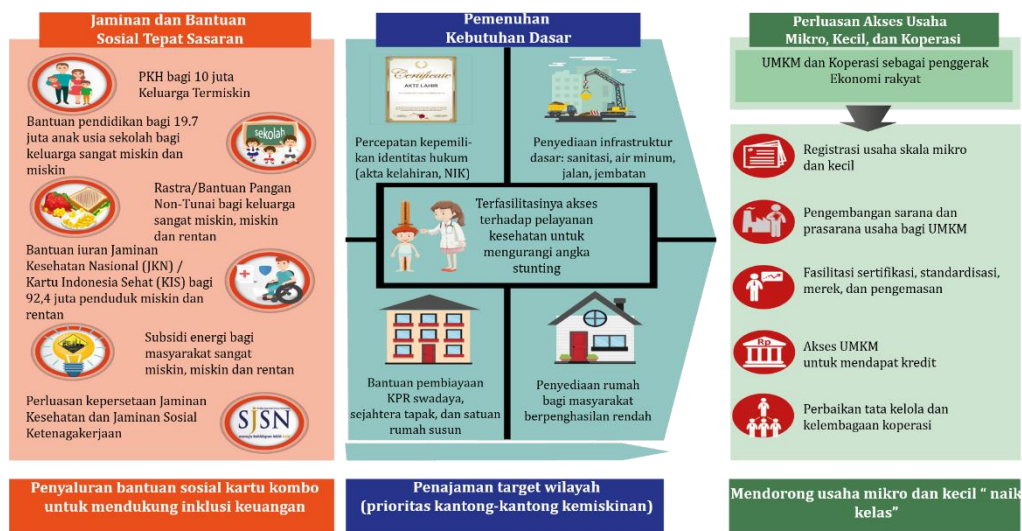 Jaminan dan Bantuan
Sosial Tepat Sasaran
PKH bagi 10 juta
Keluarga Termiskin
Bantuan pendidikan bagi 19.7
juta anak usia sekolah bagi
keluarga sangat miskin dan
miskin
sekolah
Rastra/Bantuan Pangan
Non-Tunai bagi keluarga
sangat miskin, miskin
dan rentan
Bantuan iuran Jaminan
Kesehatan Nasional (JKN) /
Kartu Indonesia Sehat (KIS) bagi
92,4 juta penduduk miskin dan
rentan
Subsidi energi bagi
masyarakat sangat
miskin, miskin dan rentan
Perluasan kepersetaan Jaminan
Kesehatan dan Jaminan Sosial
Ketenagakerjaan
SJSN
Penyaluran bantuan sosial kartu kombo
untuk mendukung inklusi keuangan
Pemenuhan
Kebutuhan Dasar
Certificate
AKTE LAHIR
Percepatan kepemili-
kan identitas hukum
(akta kelahiran, NIK)
Penyediaan infrastruktur
dasar: sanitasi, air minum,
jalan, jembatan
Terfasilitasinya akses
terhadap pelayanan
kesehatan untuk
mengurangi angka
stunting
Bantuan pembiayaan
KPR swadaya,
sejahtera tapak, dan satuan
rumah susun
Penyediaan rumah
bagi masyarakat
berpenghasilan rendah
Penajaman target wilayah
(prioritas kantong-kantong kemiskinan)
Perluasan Akses Usaha
Mikro, Kecil, dan Koperasi
UMKM dan Koperasi sebagai penggerak
Ekonomi rakyat
Registrasi usaha skala mikro
dan kecil
Pengembangan sarana dan
prasarana usaha bagi UMKM
Fasilitasi sertifikasi, standardisasi,
merek, dan pengemasan
Rp
Akses UMKM
untuk mendapat kredit
Perbaikan tata kelola dan
kelembagaan koperasi
Mendorong usaha mikro dan kecil “ naik
kelas”